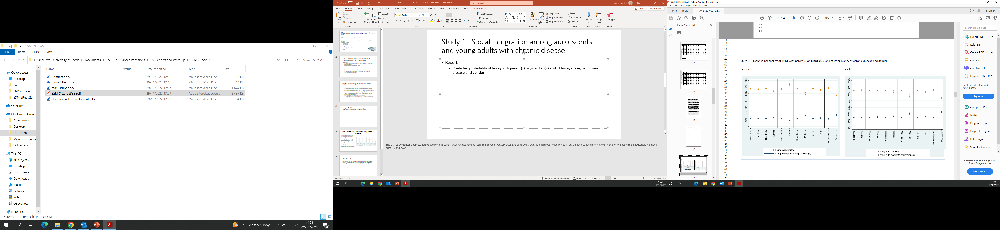 SSM 29nov22
File Home Share View
OneDrive - University of Leeds > Documents > ESRC TYA Cancer Transitions > 09-Reports and Write-up > SSM 29nov22
Search SSM 29nov...
Name Status Date modified Type Size
Abstract.docx 29/11/2022 12:28 Microsoft Word Doc... 14 KB
cover letter.docx 29/11/2022 12:15 Microsoft Word Doc... 14 KB
manuscript.docx 29/11/2022 12:27 Microsoft Word Doc... 1,674 KB
SSM-S-22-06338.pdf 29/11/2022 13:09 Adobe Acrobat Docu... 3,437 KB
title page acknowledgments.docx 29/11/2022 12:29 Microsoft Word Doc... 14 KB
Quick access
Desktop
final
PhD application
SSM 29nov22
OneDrive
OneDrive - Univer
Attachments
Desktop
Documents
Microsoft Teams
Office Lens
This PC
3D Objects
Desktop
Documents
Downloads
Music
Pictures
Videos
OSDisk (C:)
Network
5 items 1 item selected 3.35 MB
5°C Mostly sunny
14:51
02/12/2022
31
AutoSave Off
STARS Dec 2022 External Avisors meeting.pptx - Read-Only
Search
Adam Martin
File Home Insert Design Transitions Animations Slide Show Review View Recording Help Shape Format
Share Comments
Paste
Cut
Copy
Format Painter
New Slide
Re-use Slides
Layout
Reset
Section
Calibri (Body) 20
Text Direction
Align Text
Convert to SmartArt
Arrange
Quick Styles
Shape Fill
Shape Outline
Shape Effects
Find
Replace
Select
Dictate
Design Ideas
MathType
Clipboard Slides Font Paragraph Drawing Editing Voice Designer Add-in
1
2
3
4
5
Chronic illness was associated with poor social outcomes
6
Conclusions
Study 1: Social integration among adolescents
and young adults with chronic disease
• Results:
• Predicted probability of living with parent(s) or guardian(s) and of living alone, by chronic
disease and gender
The UKHLS comprises a representative sample of around 40,000 UK households recruited between January 2009 and June 2011. Questionnaires were completed in annual face-to-face interviews (at home or online) with all household members
aged 16 and over.
Slide 4 of 7
Add-ins loaded successfully Notes Display Settings 88%
14:51
02/12/2022
SSM-S-22-06338.pdf - Adobe Acrobat Reader (32-bit)
File Edit View Sign Window Help
Home Tools SSM-S-22-06338.p... ×
Sign In
18 / 38
105%
Page Thumbnails
14
15
16
17
18
63
64
65
15
16
17
18
19
20
21
22
23
24
25
26
27
28
29
30
31
32
33
34
35
36
37
38
39
40
41
42
43
44
45
46
47
48
49
50
51
52
53
54
55
56
57
58
59
Figure 2: Predicted probability of living with parent(s) or guardian(s) and of living alone, by chronic disease and gender
Female Male
70%
60%
50%
40%
30%
20%
10%
0%
No asthma Asthma No arthritis Arthritis No diabetes Diabetes No epilepsy Epilepsy No HBP HBP No depression Depression
Living with partner
Living with parent(s)/guardian(s)
70%
60%
50%
40%
30%
20%
10%
0%
No asthma Asthma No arthritis Arthritis No diabetes Diabetes No epilepsy Epilepsy No HBP HBP No depression Depression
Living with partner
Living with parent(s)/guardian(s)
Search 'Extract Page'
Export PDF
Edit PDF
Create PDF
Comment
Combine Files
Organize Pa...
Delete, insert, extract and
rotate pages.
Try now
Compress PDF
Redact
Prepare Form
Request E-signat...
Fill & Sign
Send for Comme...
Convert, edit and e-sign PDF
forms & agreements
Free 7-Day Trial
14:51
02/12/2022